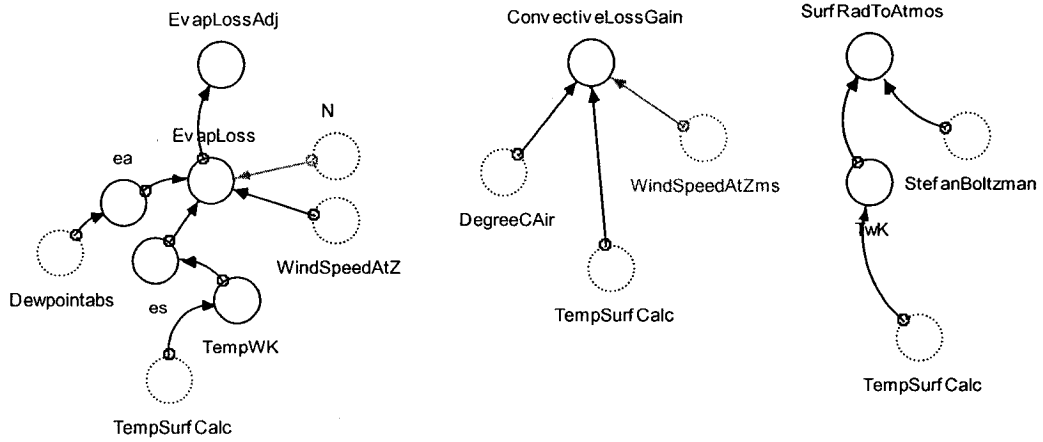 EvapLossAdj
N
EvapLoss
ea
WindSpeedAtZ
Dewpointabs
es
TempWK
TempSurfCalc
ConvectiveLossGain
WindSpeedAtZms
DegreeCAir
TempSurfCalc
SurfRadToAtmos
StefanBoltzman
TwK
TempSurfCalc